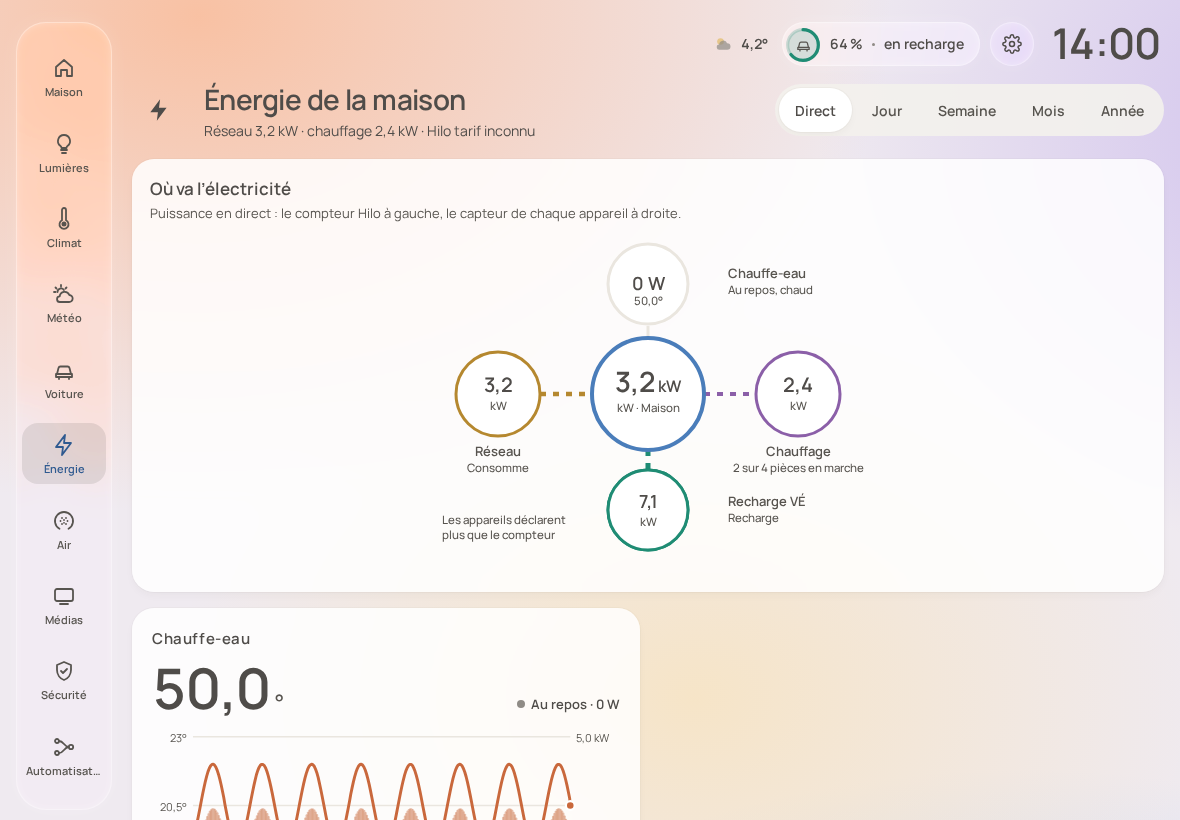 4,2°
64 % • en recharge
14:00
Maison
Lumières
Climat
Météo
Voiture
Énergie
Air
Médias
Sécurité
Automatisat…
Énergie de la maison
Réseau 3,2 kW · chauffage 2,4 kW · Hilo tarif inconnu
Direct
Jour
Semaine
Mois
Année
Où va l'électricité
Puissance en direct : le compteur Hilo à gauche, le capteur de chaque appareil à droite.
0 W
50,0°
Chauffe-eau
Au repos, chaud
3,2
kW
Réseau
Consomme
3,2 kW
kW · Maison
2,4
kW
Chauffage
2 sur 4 pièces en marche
7,1
kW
Recharge VÉ
Recharge
Les appareils déclarent
plus que le compteur
Chauffe-eau
50,0°
Au repos · 0 W
23°
5,0 kW
20,5°